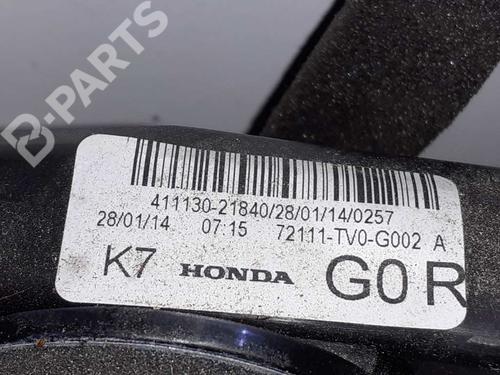 B-PARTS
411130-21840/28/01/14/0257
28/01/14 07:15 72111-TV0-G002 A
K7 HONDA G0 R